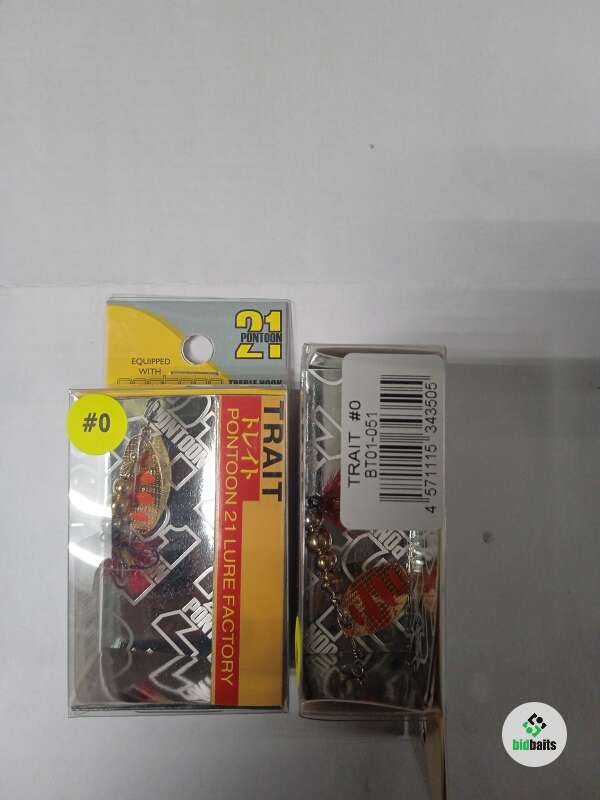 21
PONTOON
EQUIPPED
WITH
TREBLE HOOK
#0
TRAIT
トレイト
PONTOON 21 LURE FACTORY
PONTOON
TRAIT #0
BT01-051
4 571115 343505
bidbaits